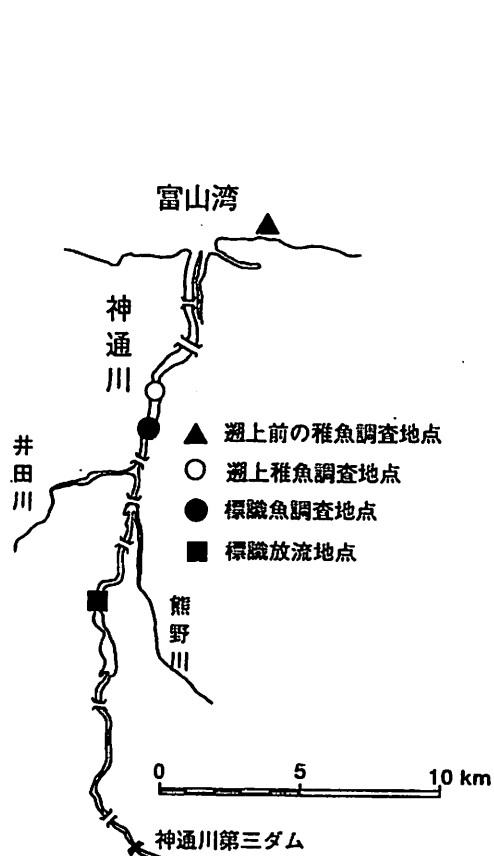 富山湾
神通川
井田川
▲ 遡上前の稚魚調査地点
○ 遡上稚魚調査地点
● 標識魚調査地点
■ 標識放流地点
熊野川
0 5 10 km
神通川第三ダム